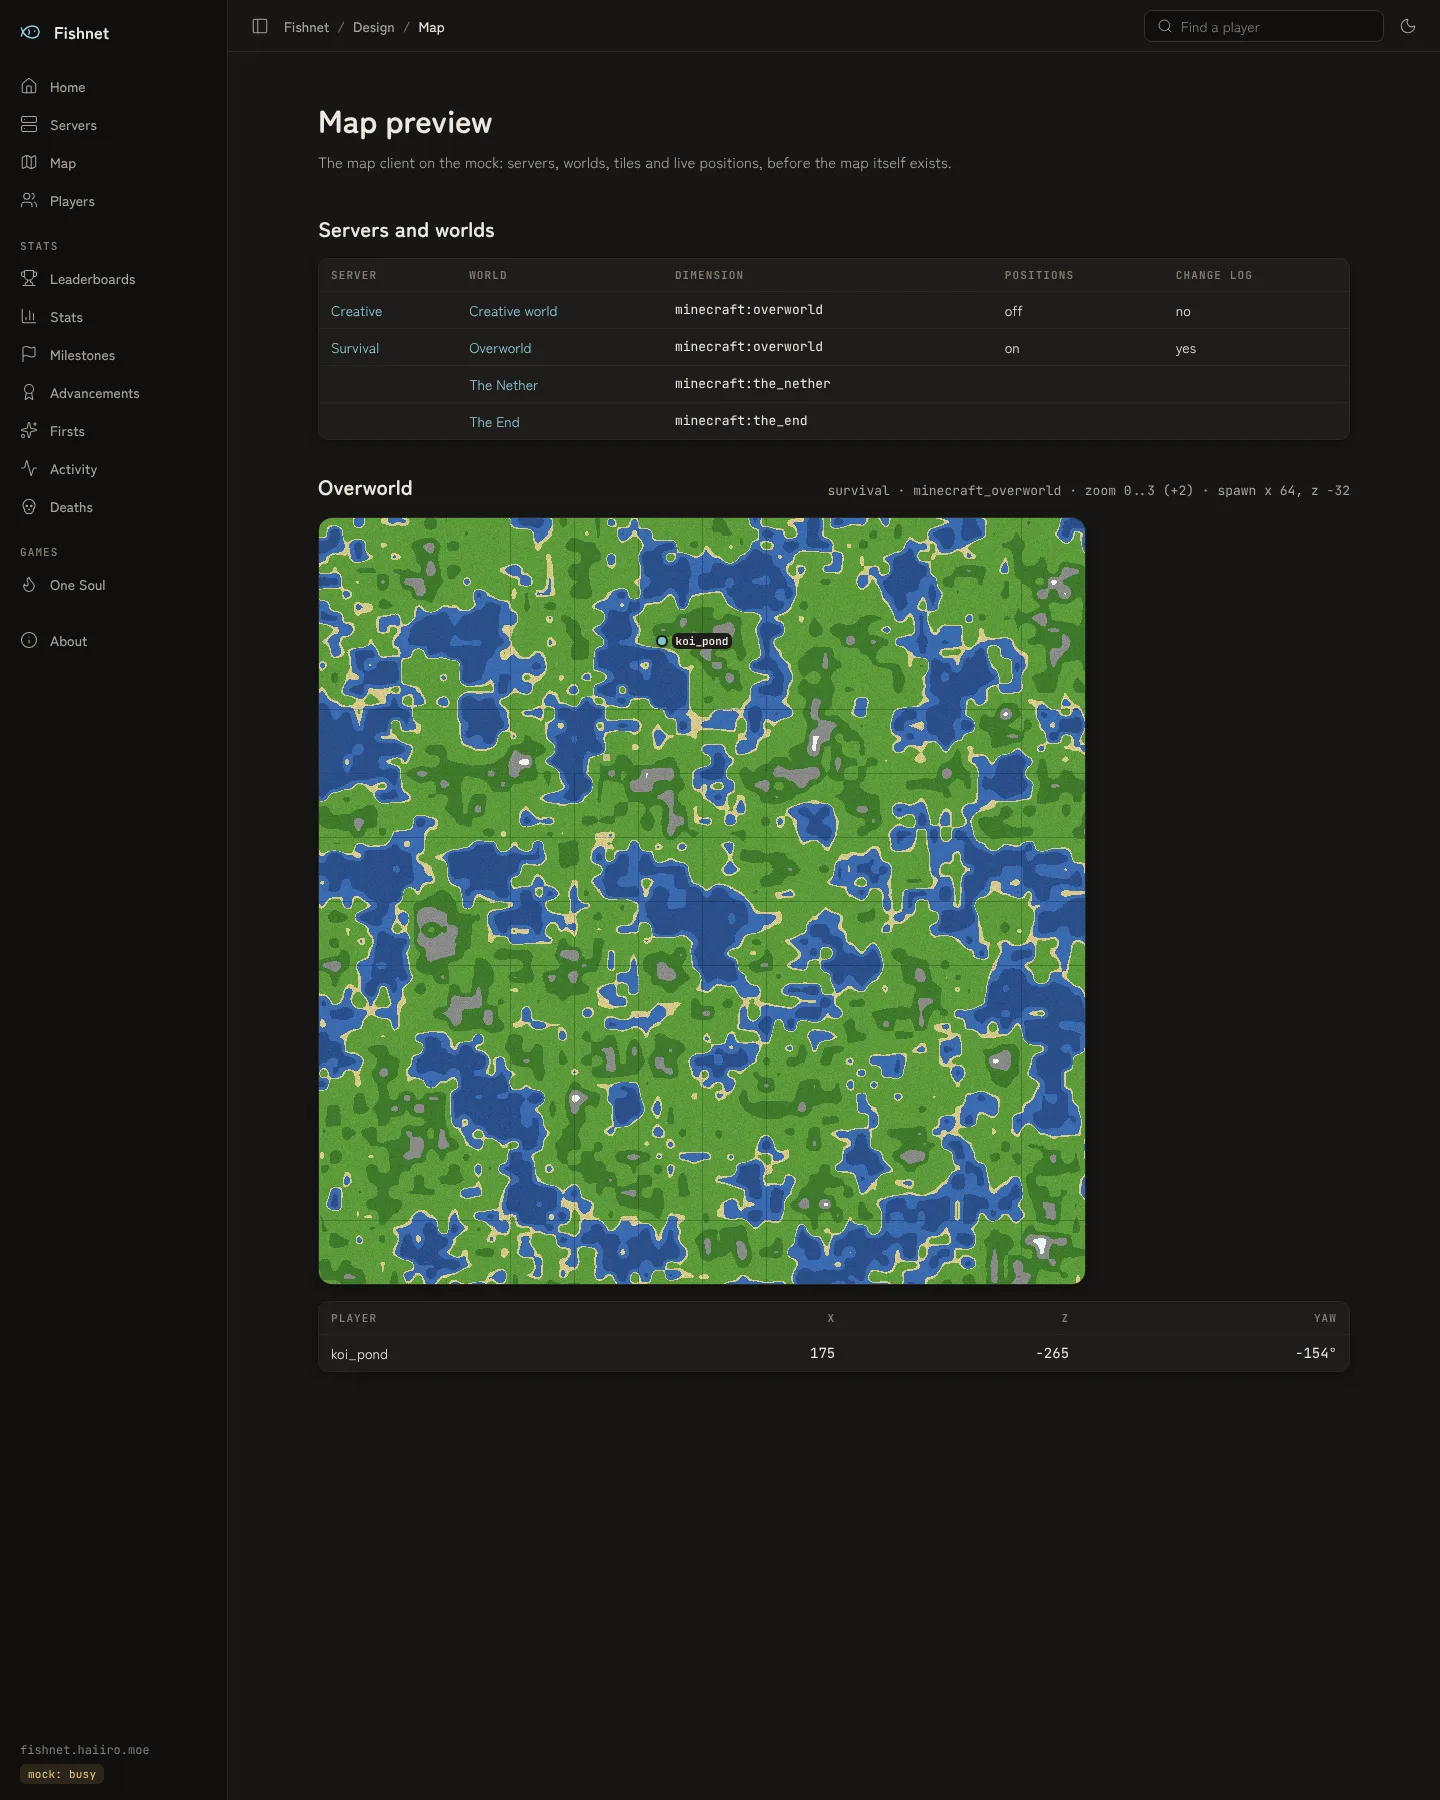 Fishnet
Home
Servers
Map
Players
STATS
Leaderboards
Stats
Milestones
Advancements
Firsts
Activity
Deaths
GAMES
One Soul
About
fishnet.haiiro.moe
mock: busy
Fishnet / Design / Map
Find a player
Map preview
The map client on the mock: servers, worlds, tiles and live positions, before the map itself exists.
Servers and worlds
SERVER WORLD DIMENSION POSITIONS CHANGE LOG
Creative Creative world minecraft:overworld off no
Survival Overworld minecraft:overworld on yes
The Nether minecraft:the_nether
The End minecraft:the_end
Overworld
survival · minecraft_overworld · zoom 0..3 (+2) · spawn x 64, z -32
koi_pond
PLAYER X Z YAW
koi_pond 175 -265 -154°